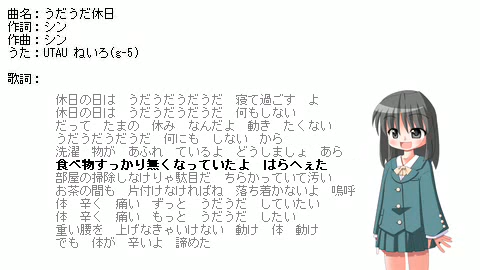 曲名：うだうだ休日
作詞：シン
作曲：シン
うた：UTAU ねいろ(g-5)
歌詞：
休日の日は　うだうだうだうだ　寝て過ごす　よ
休日の日は　うだうだうだうだ　何もしない
だって　たまの　休み　なんだよ　動き　たくない
うだうだうだうだ　何にも　しない　から
洗濯　物が　あふれ　ているよ　どうしましょ　あら
食べ物すっかり無くなっていたよ　はらへぇた
部屋の掃除しなけりゃ駄目だ　ちらかっていて汚い
お茶の間も　片付けなければね　落ち着かないよ　嗚呼
体　辛く　痛い　ずっと　うだうだ　していたい
体　辛く　痛い　もっと　うだうだ　したい
重い腰を　上げなきゃいけない　動け　体　動け
でも　体が　辛いよ　諦めた